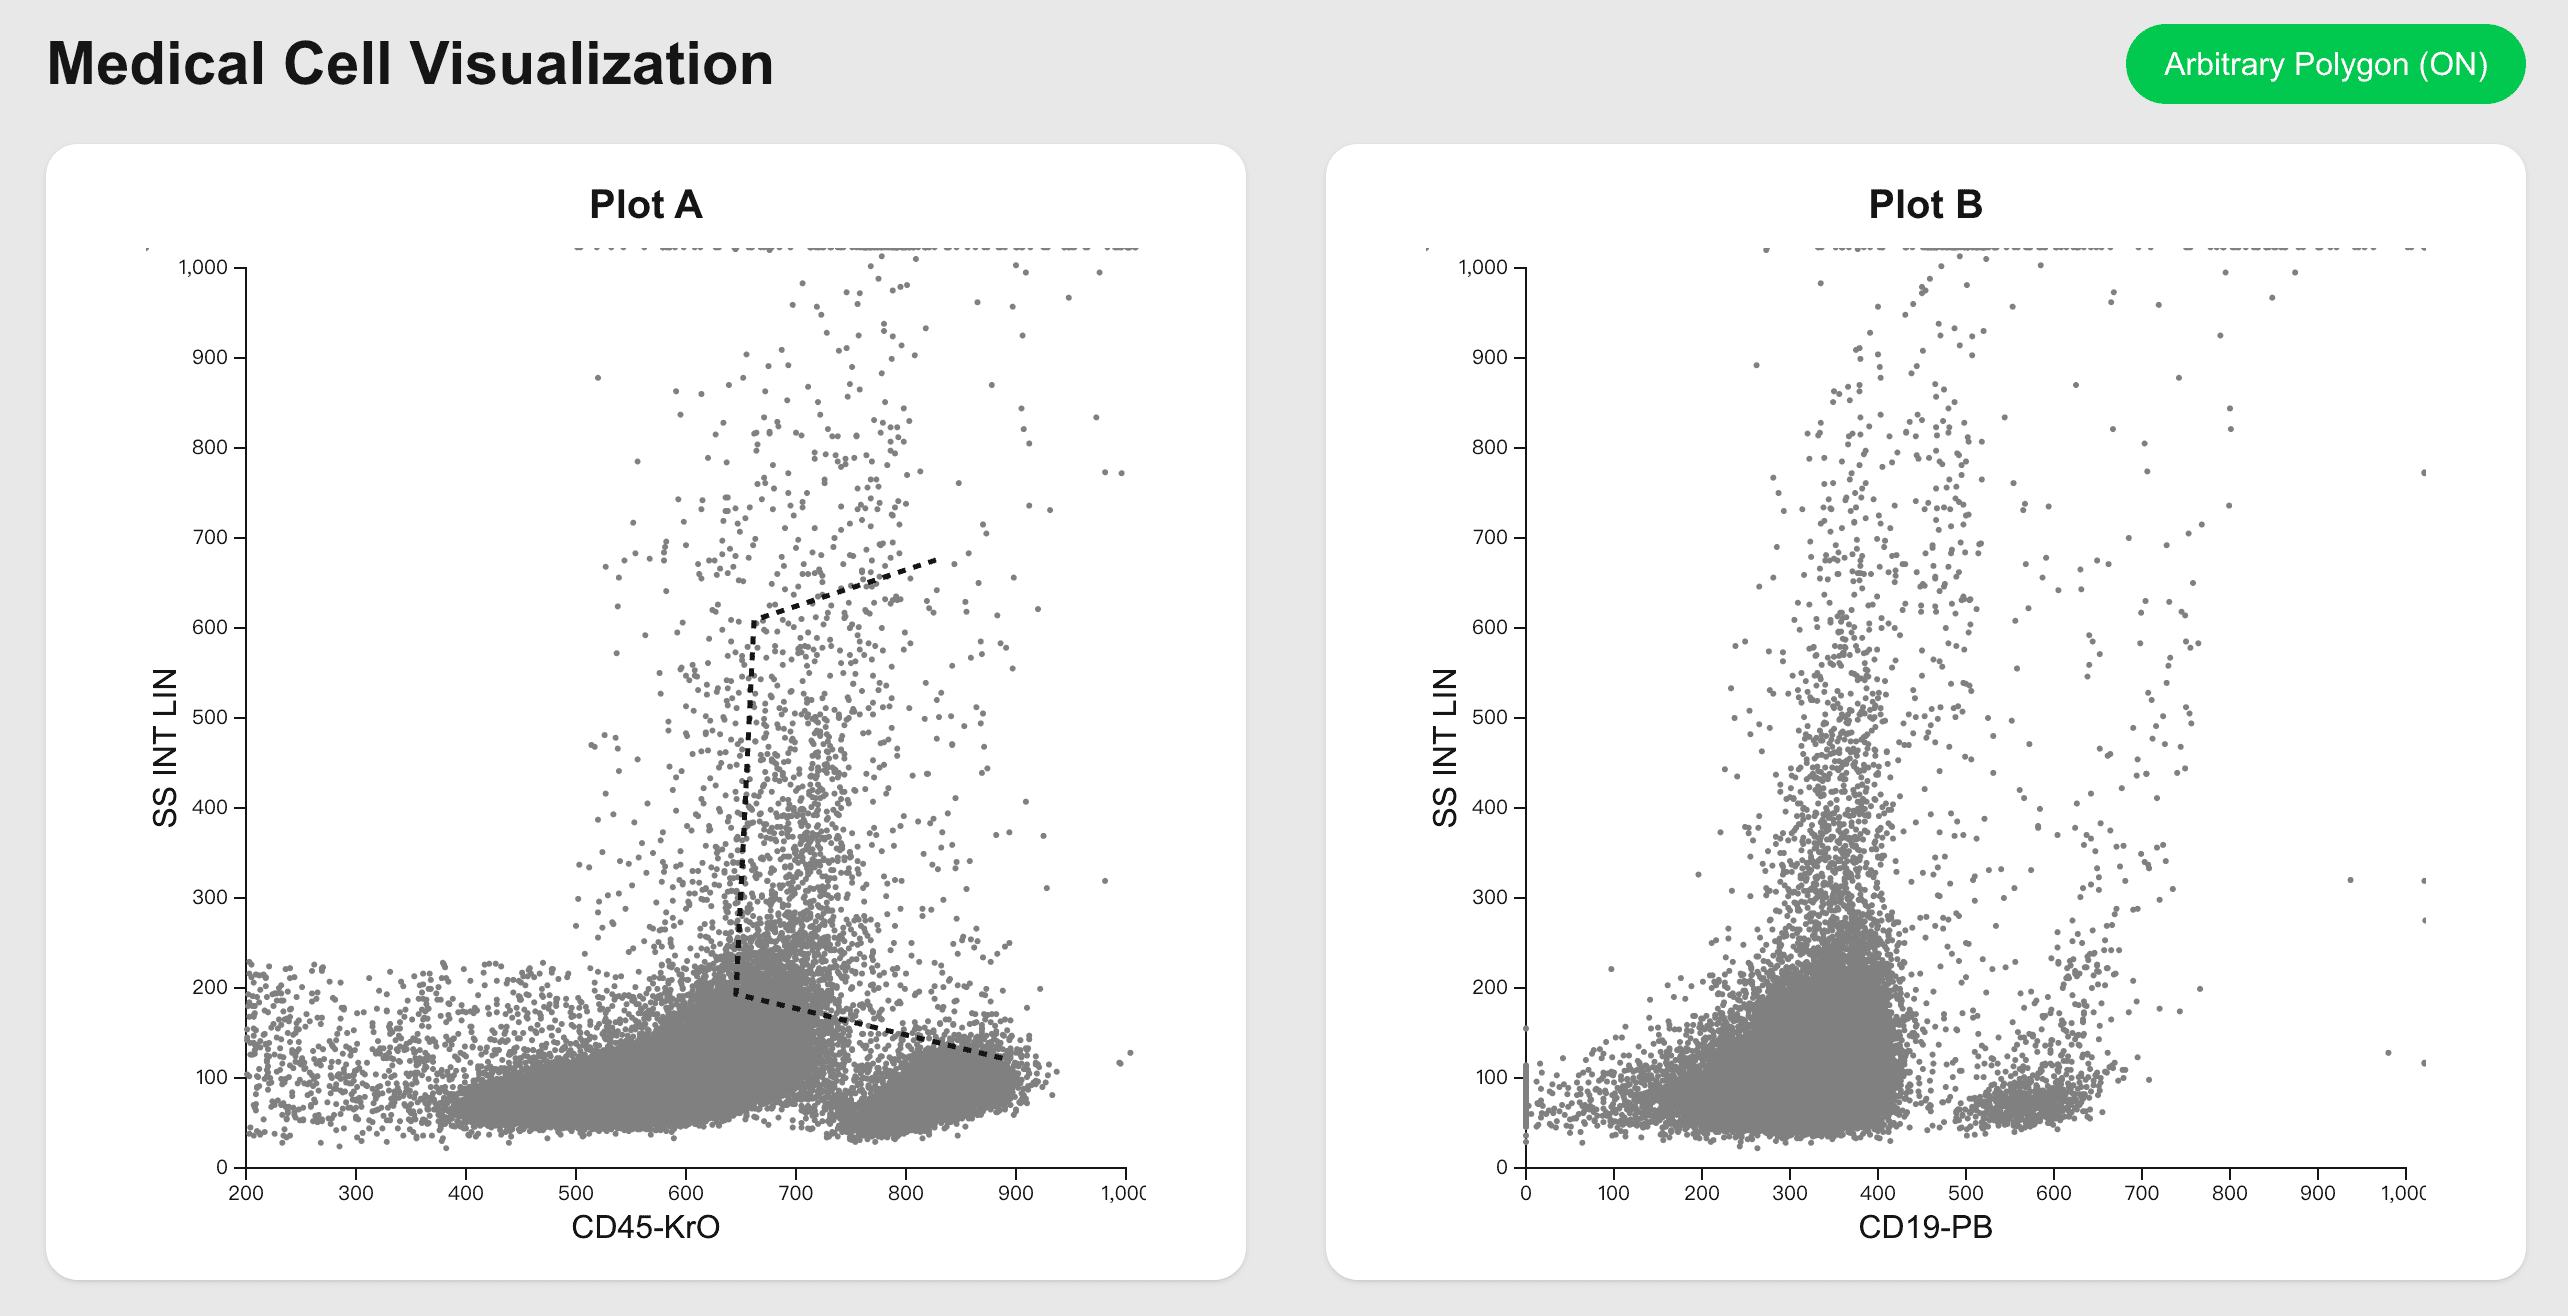 Medical Cell Visualization
Arbitrary Polygon (ON)
Plot A
1,000
900
800
700
600
500
400
300
200
100
0
SS INT LIN
200 300 400 500 600 700 800 900 1,000
CD45-KrO
Plot B
1,000
900
800
700
600
500
400
300
200
100
0
SS INT LIN
0 100 200 300 400 500 600 700 800 900 1,000
CD19-PB